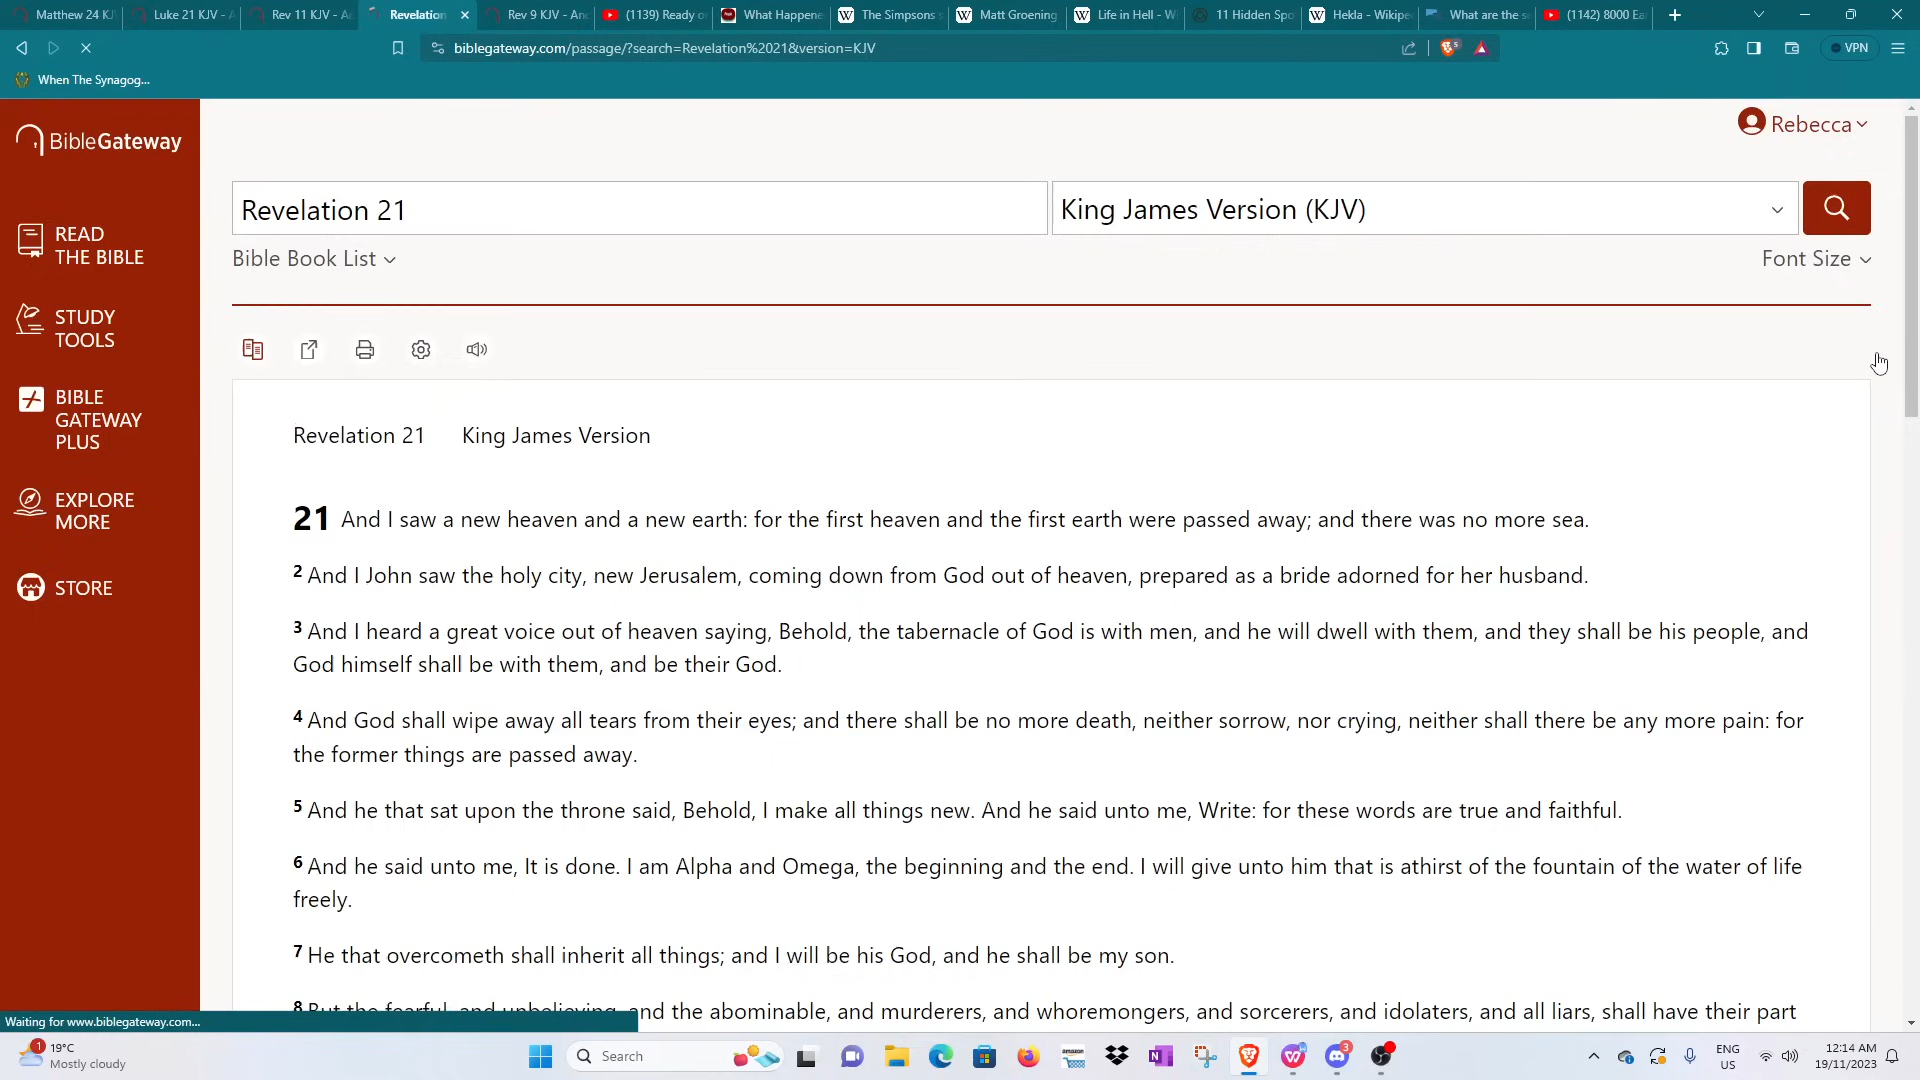 Matthew 24 KJ
Luke 21 KJV - A
Rev 11 KJV - A
Revelation
Rev 9 KJV - An
(1139) Ready o
What Happene
The Simpsons
Matt Groening
Life in Hell - W
11 Hidden Spo
Hekla - Wikipe
What are the s
(1142) 8000 Ea
biblegateway.com/passage/?search=Revelation%2021&version=KJV
VPN
When The Synagog...
BibleGateway
Rebecca
READ
THE BIBLE
STUDY
TOOLS
BIBLE
GATEWAY
PLUS
EXPLORE
MORE
STORE
Revelation 21
King James Version (KJV)
Bible Book List
Font Size
Revelation 21 King James Version
21 And I saw a new heaven and a new earth: for the first heaven and the first earth were passed away; and there was no more sea.
2 And I John saw the holy city, new Jerusalem, coming down from God out of heaven, prepared as a bride adorned for her husband.
3 And I heard a great voice out of heaven saying, Behold, the tabernacle of God is with men, and he will dwell with them, and they shall be his people, and
God himself shall be with them, and be their God.
4 And God shall wipe away all tears from their eyes; and there shall be no more death, neither sorrow, nor crying, neither shall there be any more pain: for
the former things are passed away.
5 And he that sat upon the throne said, Behold, I make all things new. And he said unto me, Write: for these words are true and faithful.
6 And he said unto me, It is done. I am Alpha and Omega, the beginning and the end. I will give unto him that is athirst of the fountain of the water of life
freely.
7 He that overcometh shall inherit all things; and I will be his God, and he shall be my son.
8 But the fearful, and unbelieving, and the abominable, and murderers, and whoremongers, and sorcerers, and idolaters, and all liars, shall have their part
Waiting for www.biblegateway.com...
1
19°C
Mostly cloudy
Search
amazon
3
ENG
US
12:14 AM
19/11/2023